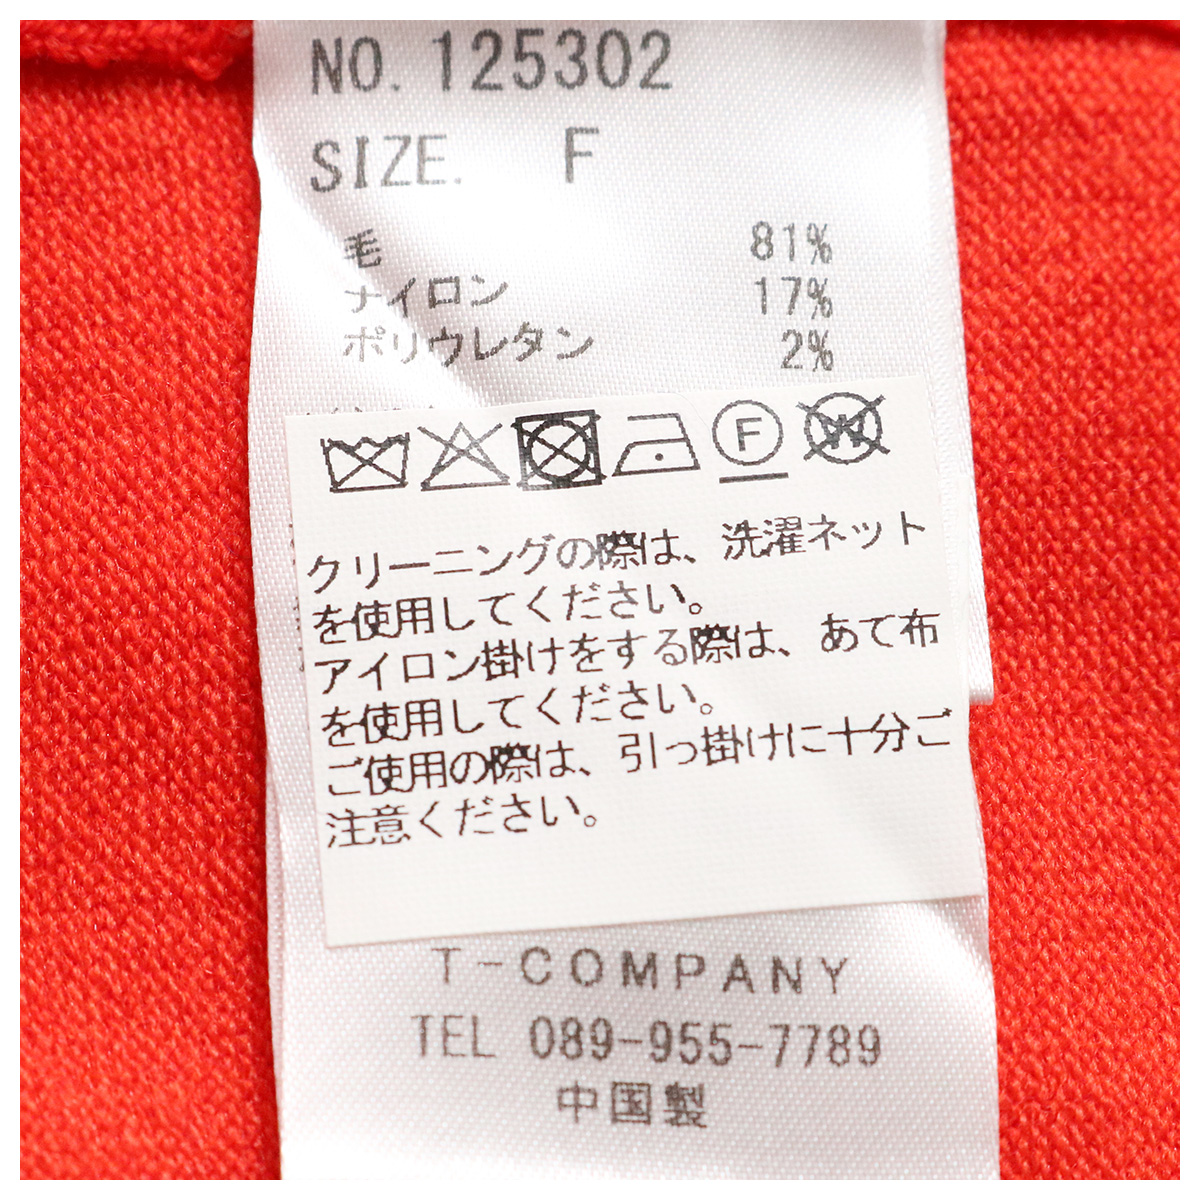 NO. 125302
SIZE. F
毛 81%
ナイロン 17%
ポリウレタン 2%
F W
クリーニングの際は、洗濯ネット
を使用してください。
アイロン掛けをする際は、あて布
を使用してください。
ご使用の際は、引っ掛けに十分ご
注意ください。
T-COMPANY
TEL 089-955-7789
中国製